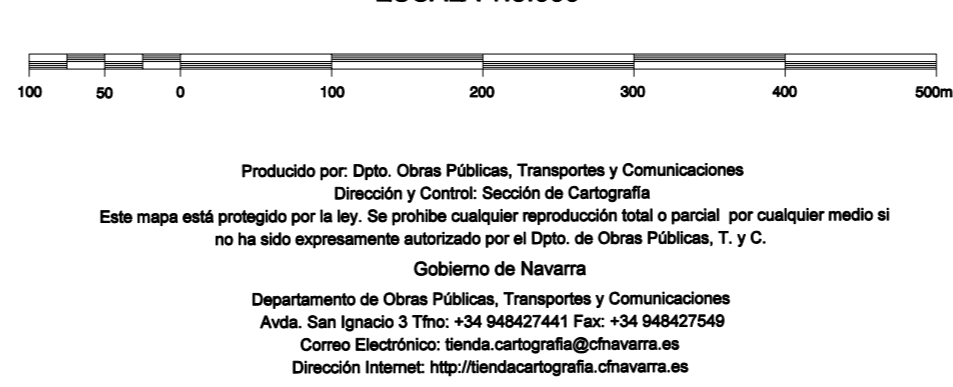 100 50 0 100 200 300 400 500m
Producido por: Dpto. Obras Públicas, Transportes y Comunicaciones
Dirección y Control: Sección de Cartografía
Este mapa está protegido por la ley. Se prohibe cualquier reproducción total o parcial por cualquier medio si
no ha sido expresamente autorizado por el Dpto. de Obras Públicas, T. y C.
Gobierno de Navarra
Departamento de Obras Públicas, Transportes y Comunicaciones
Avda. San Ignacio 3 Tfno: +34 948427441 Fax: +34 948427549
Correo Electrónico: tienda.cartografia@cfnavarra.es
Dirección Internet: http://tiendacartografia.cfnavarra.es